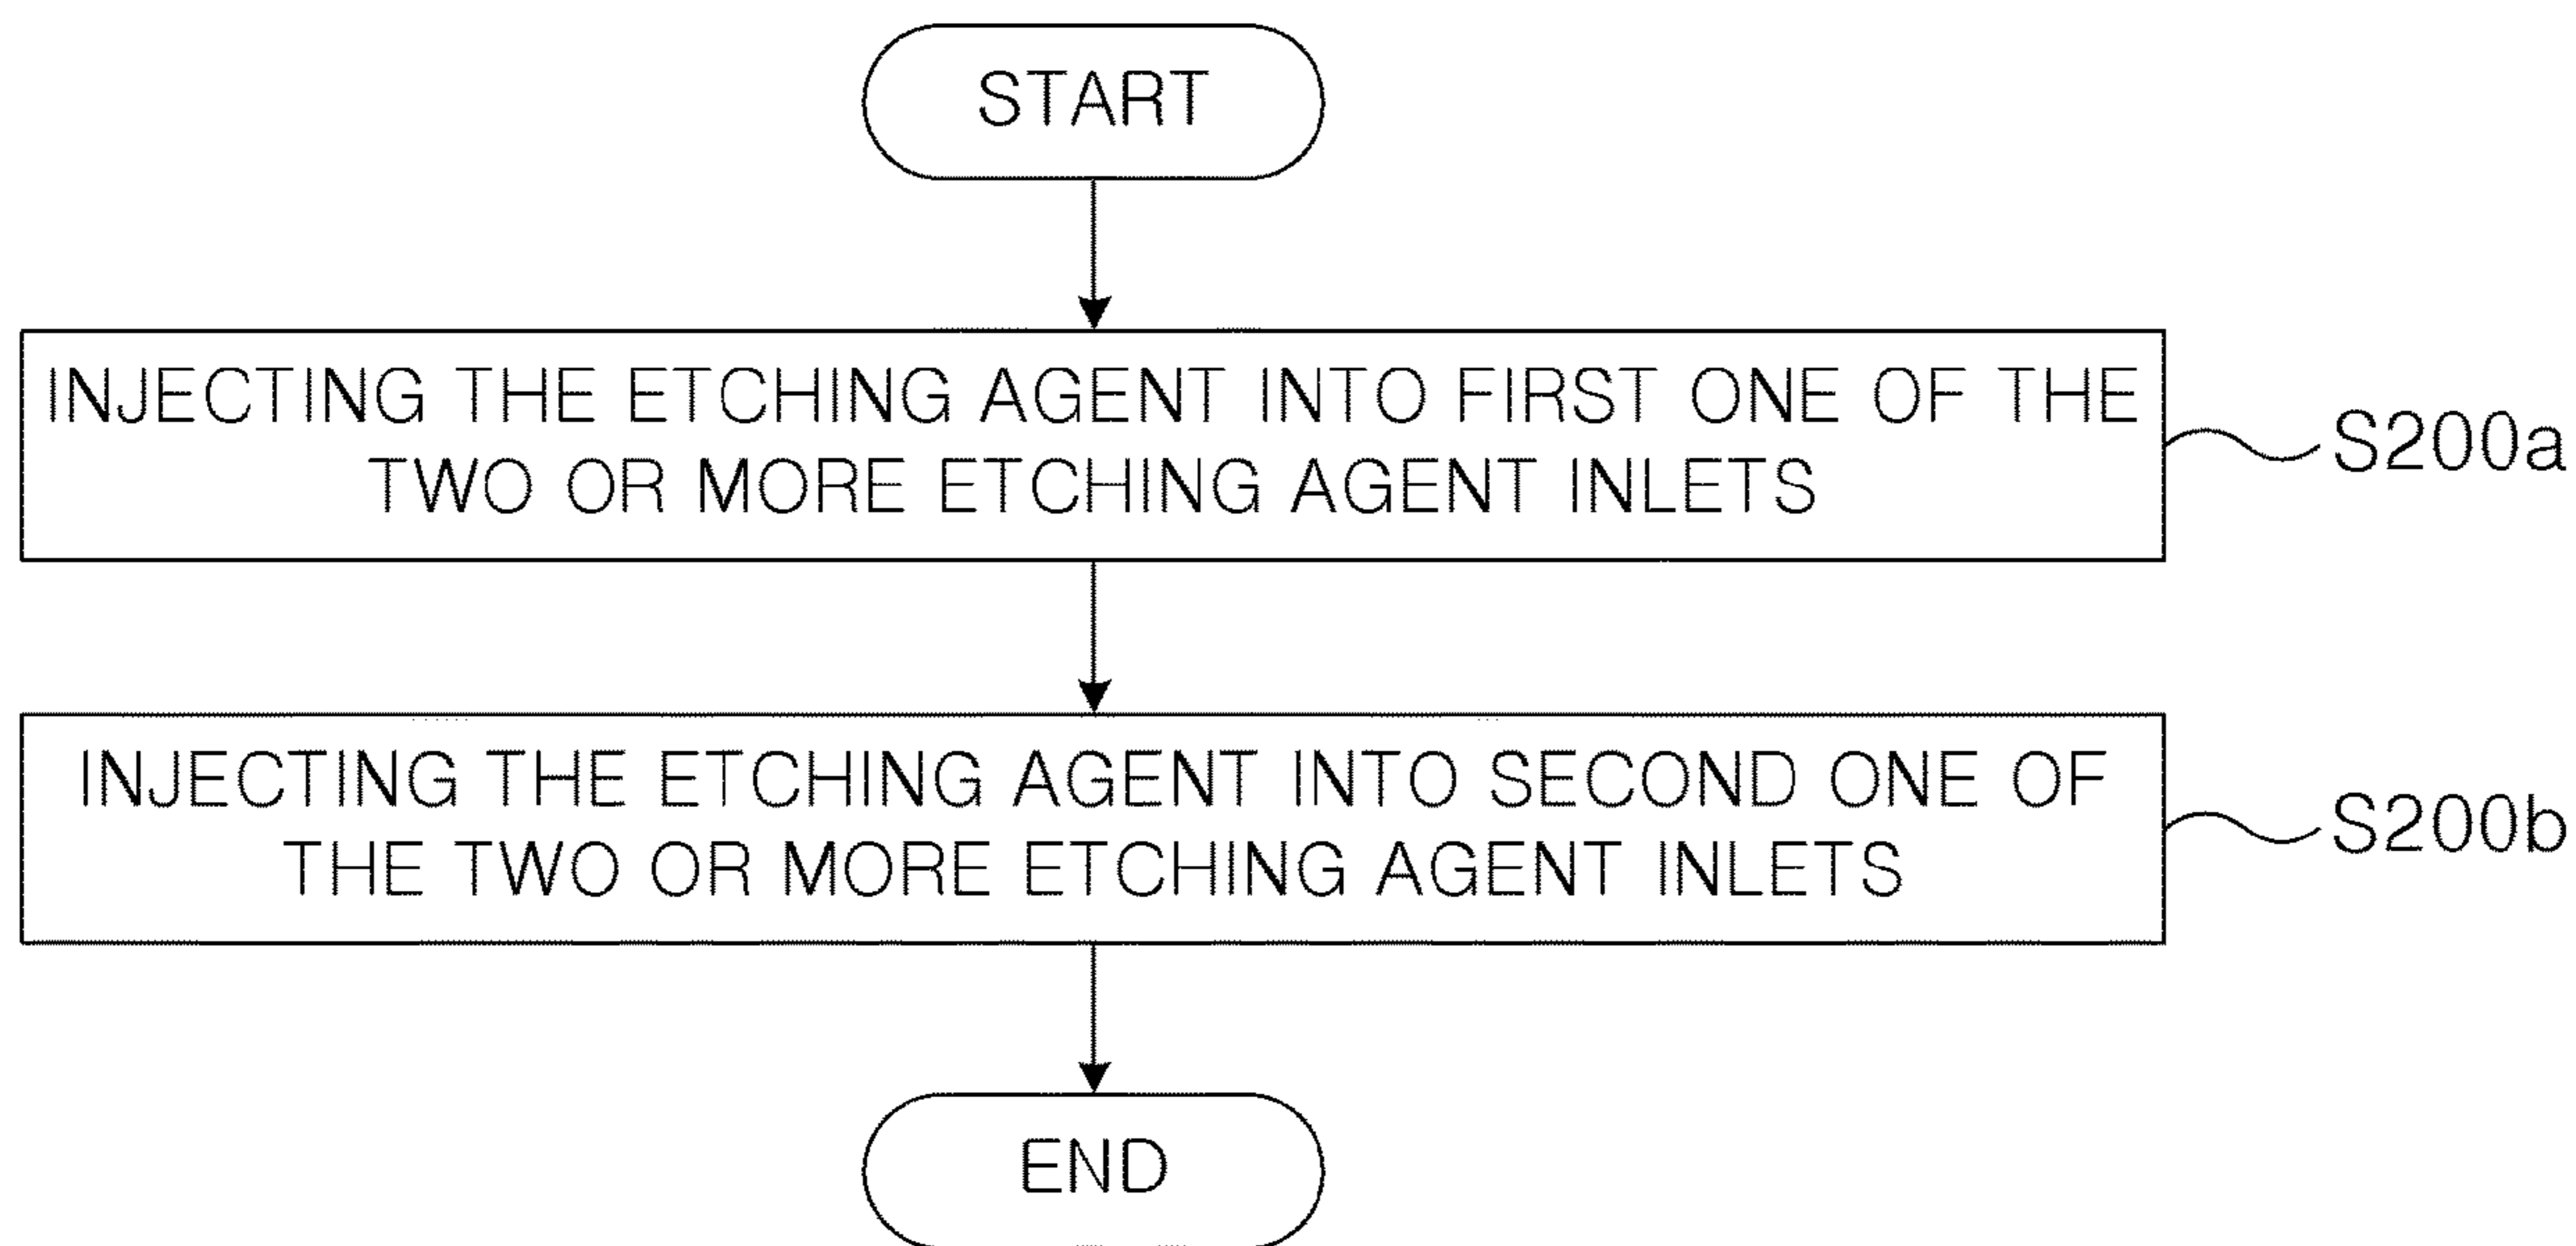 START
INJECTING THE ETCHING AGENT INTO FIRST ONE OF THE
TWO OR MORE ETCHING AGENT INLETS
S200a
INJECTING THE ETCHING AGENT INTO SECOND ONE OF
THE TWO OR MORE ETCHING AGENT INLETS
S200b
END